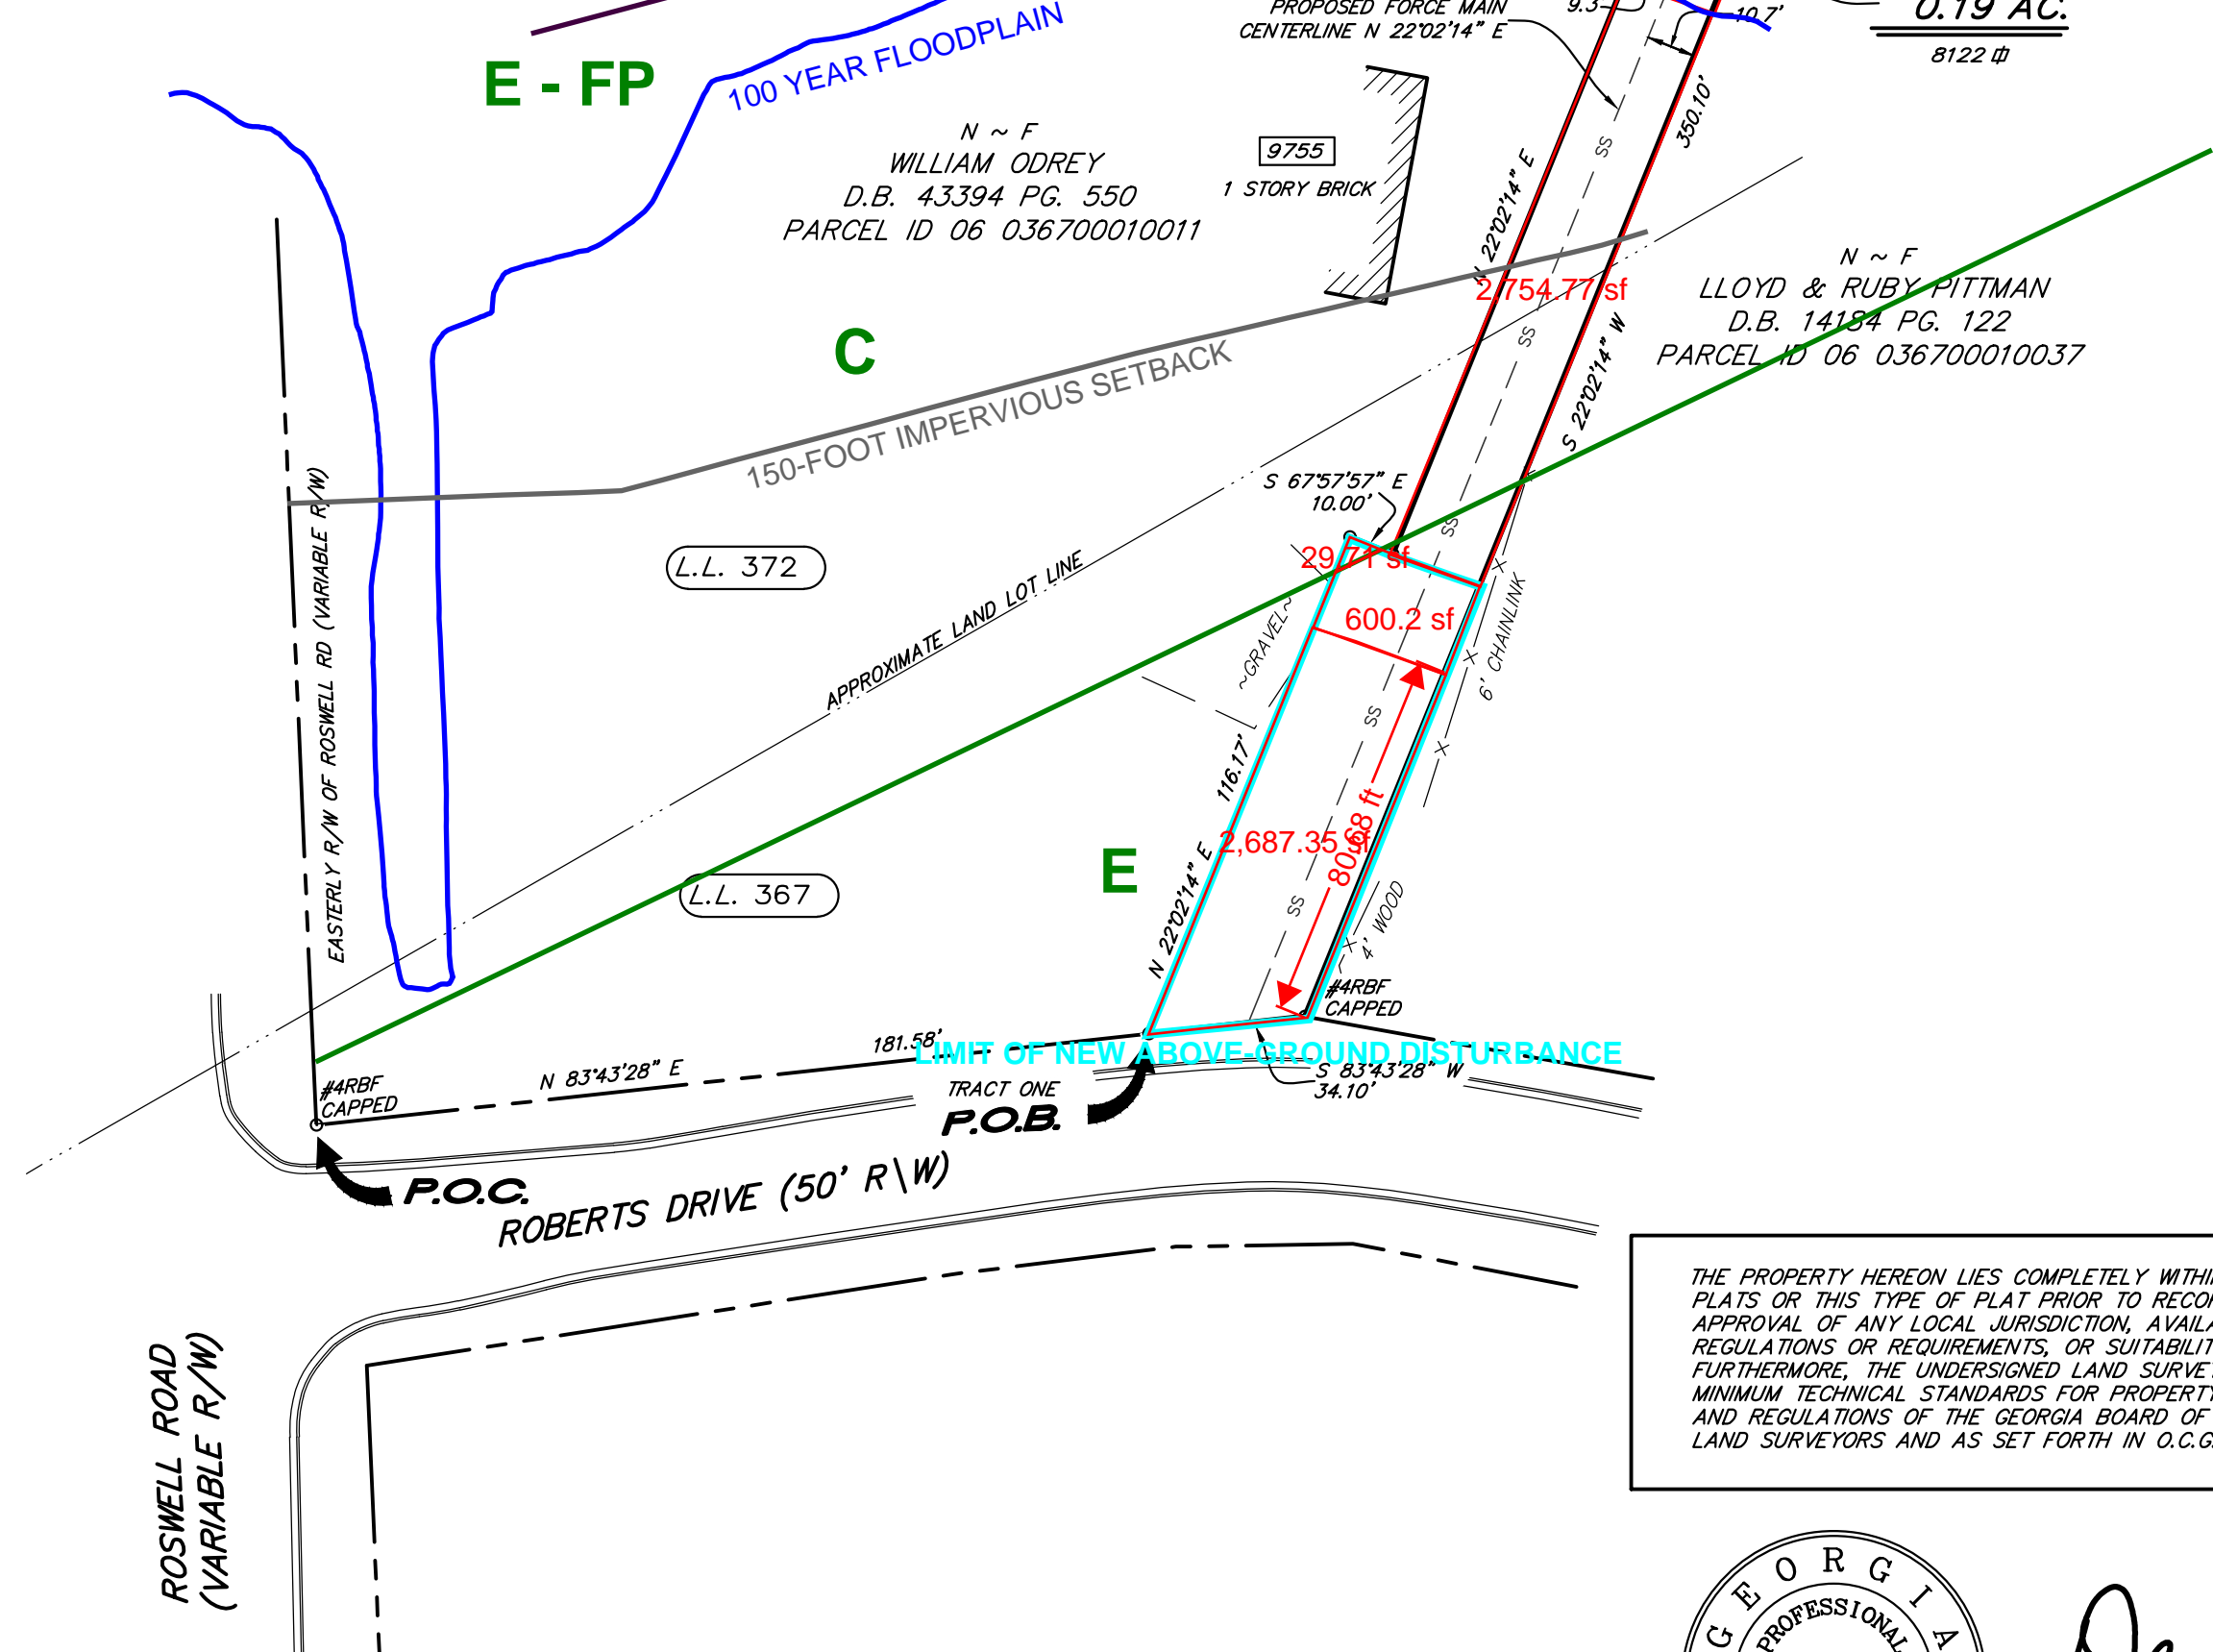 PROPOSED FORCE MAIN
CENTERLINE N 22°02'14" E
9.3
10.7'
0.19 AC.
8122
E - FP
100 YEAR FLOODPLAIN
N ~ F
WILLIAM ODREY
D.B. 43394 PG. 550
PARCEL ID 06 036700010011
9755
1 STORY BRICK
N 22°02'14" E
SS
350.10'
2,754.77 sf
N ~ F
LLOYD & RUBY PITTMAN
D.B. 14184 PG. 122
PARCEL ID 06 036700010037
C
150-FOOT IMPERVIOUS SETBACK
SS
S 22°02'14" W
S 67°57'57" E
10.00'
SS
EASTERLY R/W OF ROSWELL RD (VARIABLE R/W)
L.L. 372
APPROXIMATE LAND LOT LINE
29.71 sf
600.2 sf
~GRAVEL~
6' CHAINLINK
SS
116.17'
80.68 ft
2,687.35 sf
E
L.L. 367
N 22°02'14" E
SS
4' WOOD
#4RBF
CAPPED
181.58'
LIMIT OF NEW ABOVE-GROUND DISTURBANCE
N 83°43'28" E
#4RBF
CAPPED
TRACT ONE
P.O.B.
S 83°43'28" W
34.10'
P.O.C.
ROBERTS DRIVE (50' R\W)
ROSWELL ROAD
(VARIABLE R/W)
THE PROPERTY HEREON LIES COMPLETELY WITHI
PLATS OR THIS TYPE OF PLAT PRIOR TO RECO
APPROVAL OF ANY LOCAL JURISDICTION, AVAILA
REGULATIONS OR REQUIREMENTS, OR SUITABILIT
FURTHERMORE, THE UNDERSIGNED LAND SURVE
MINIMUM TECHNICAL STANDARDS FOR PROPERTY
AND REGULATIONS OF THE GEORGIA BOARD OF
LAND SURVEYORS AND AS SET FORTH IN O.C.G.
GEORGIA
PROFESSIONAL